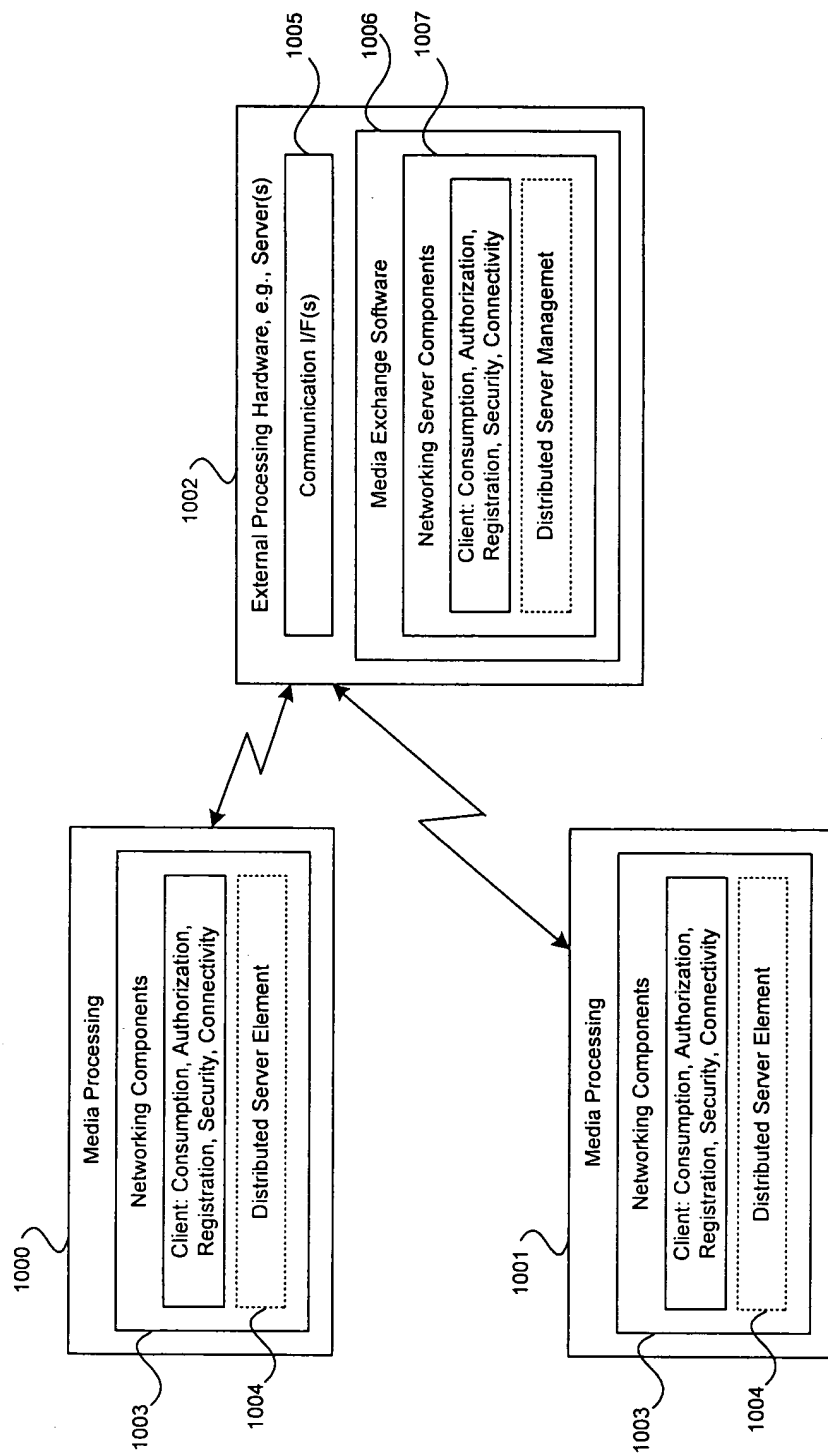 1000
Media Processing
Networking Components
Client: Consumption, Authorization,
Registration, Security, Connectivity
Distributed Server Element
1003
1004
1001
Media Processing
Networking Components
Client: Consumption, Authorization,
Registration, Security, Connectivity
Distributed Server Element
1003
1004
1002
External Processing Hardware, e.g., Server(s)
Communication I/F(s)
Media Exchange Software
Networking Server Components
Client: Consumption, Authorization,
Registration, Security, Connectivity
Distributed Server Managemet
1005
1006
1007